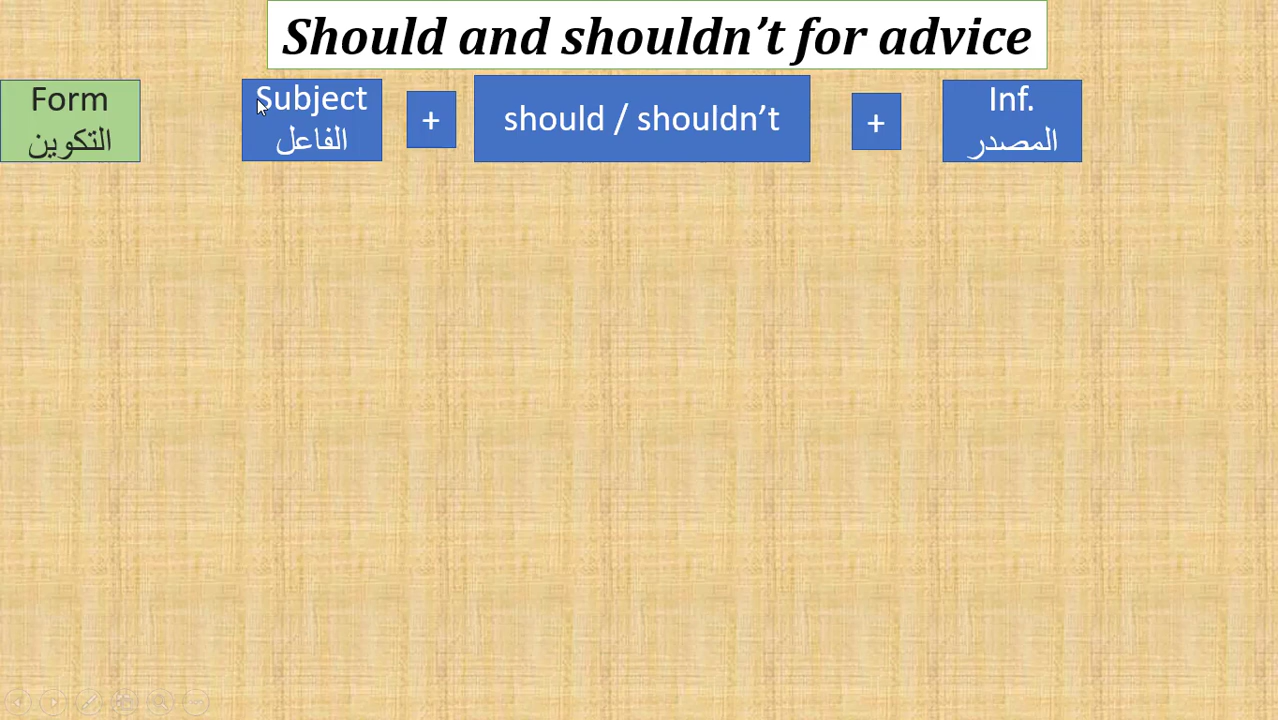 Should and shouldn't for advice
Form
التكوين
Subject
الفاعل
+
should / shouldn't
+
Inf.
المصدر